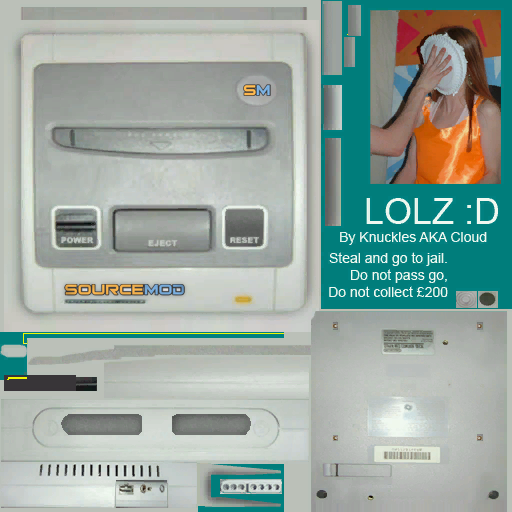 SM
POWER
EJECT
RESET
SOURCEMOD
LOLZ :D
By Knuckles AKA Cloud
Steal and go to jail.
Do not pass go,
Do not collect £200